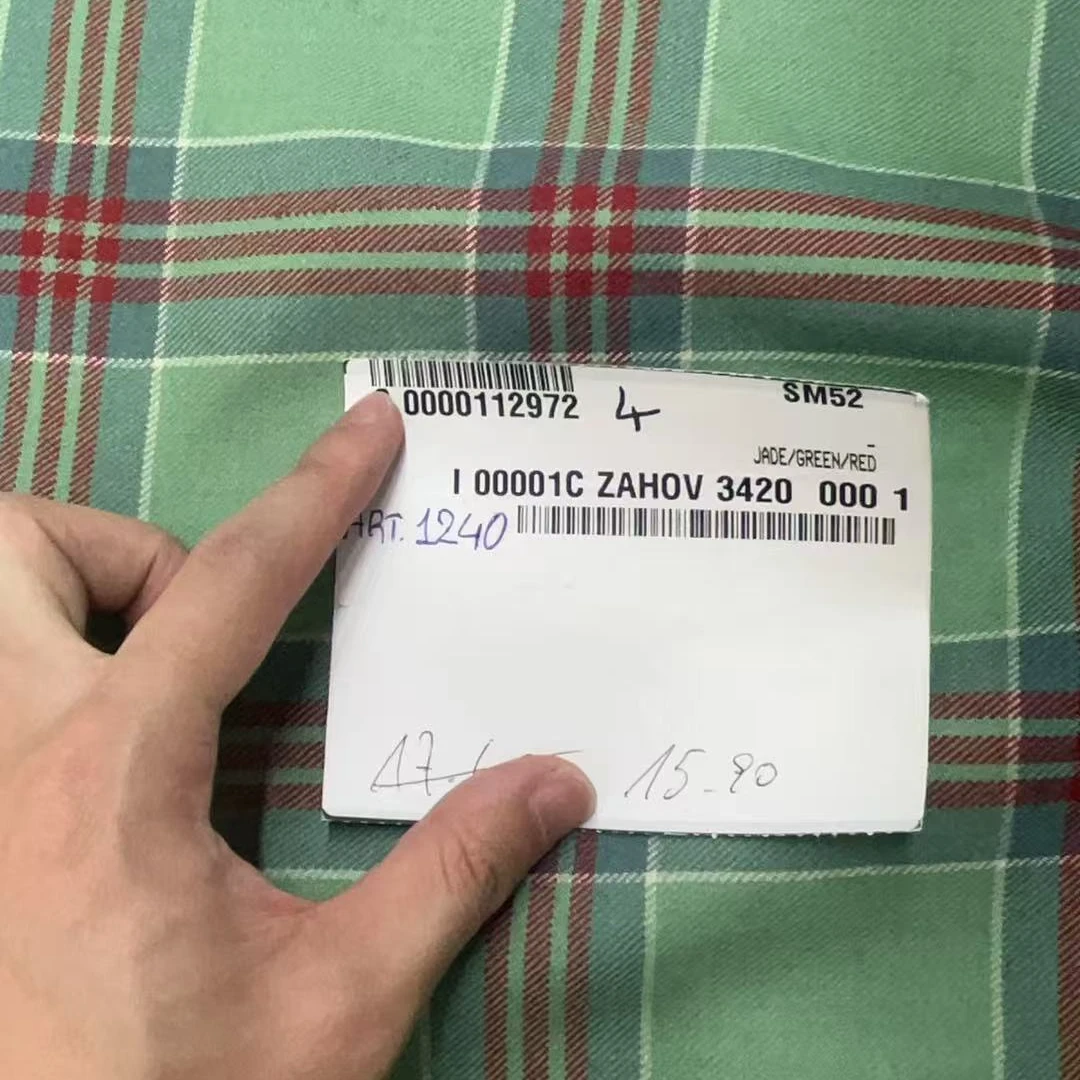 0000112972 4 SM52
JADE/GREEN/RED
I 00001C ZAHOV 3420 000 1
ART. 1240
15-90